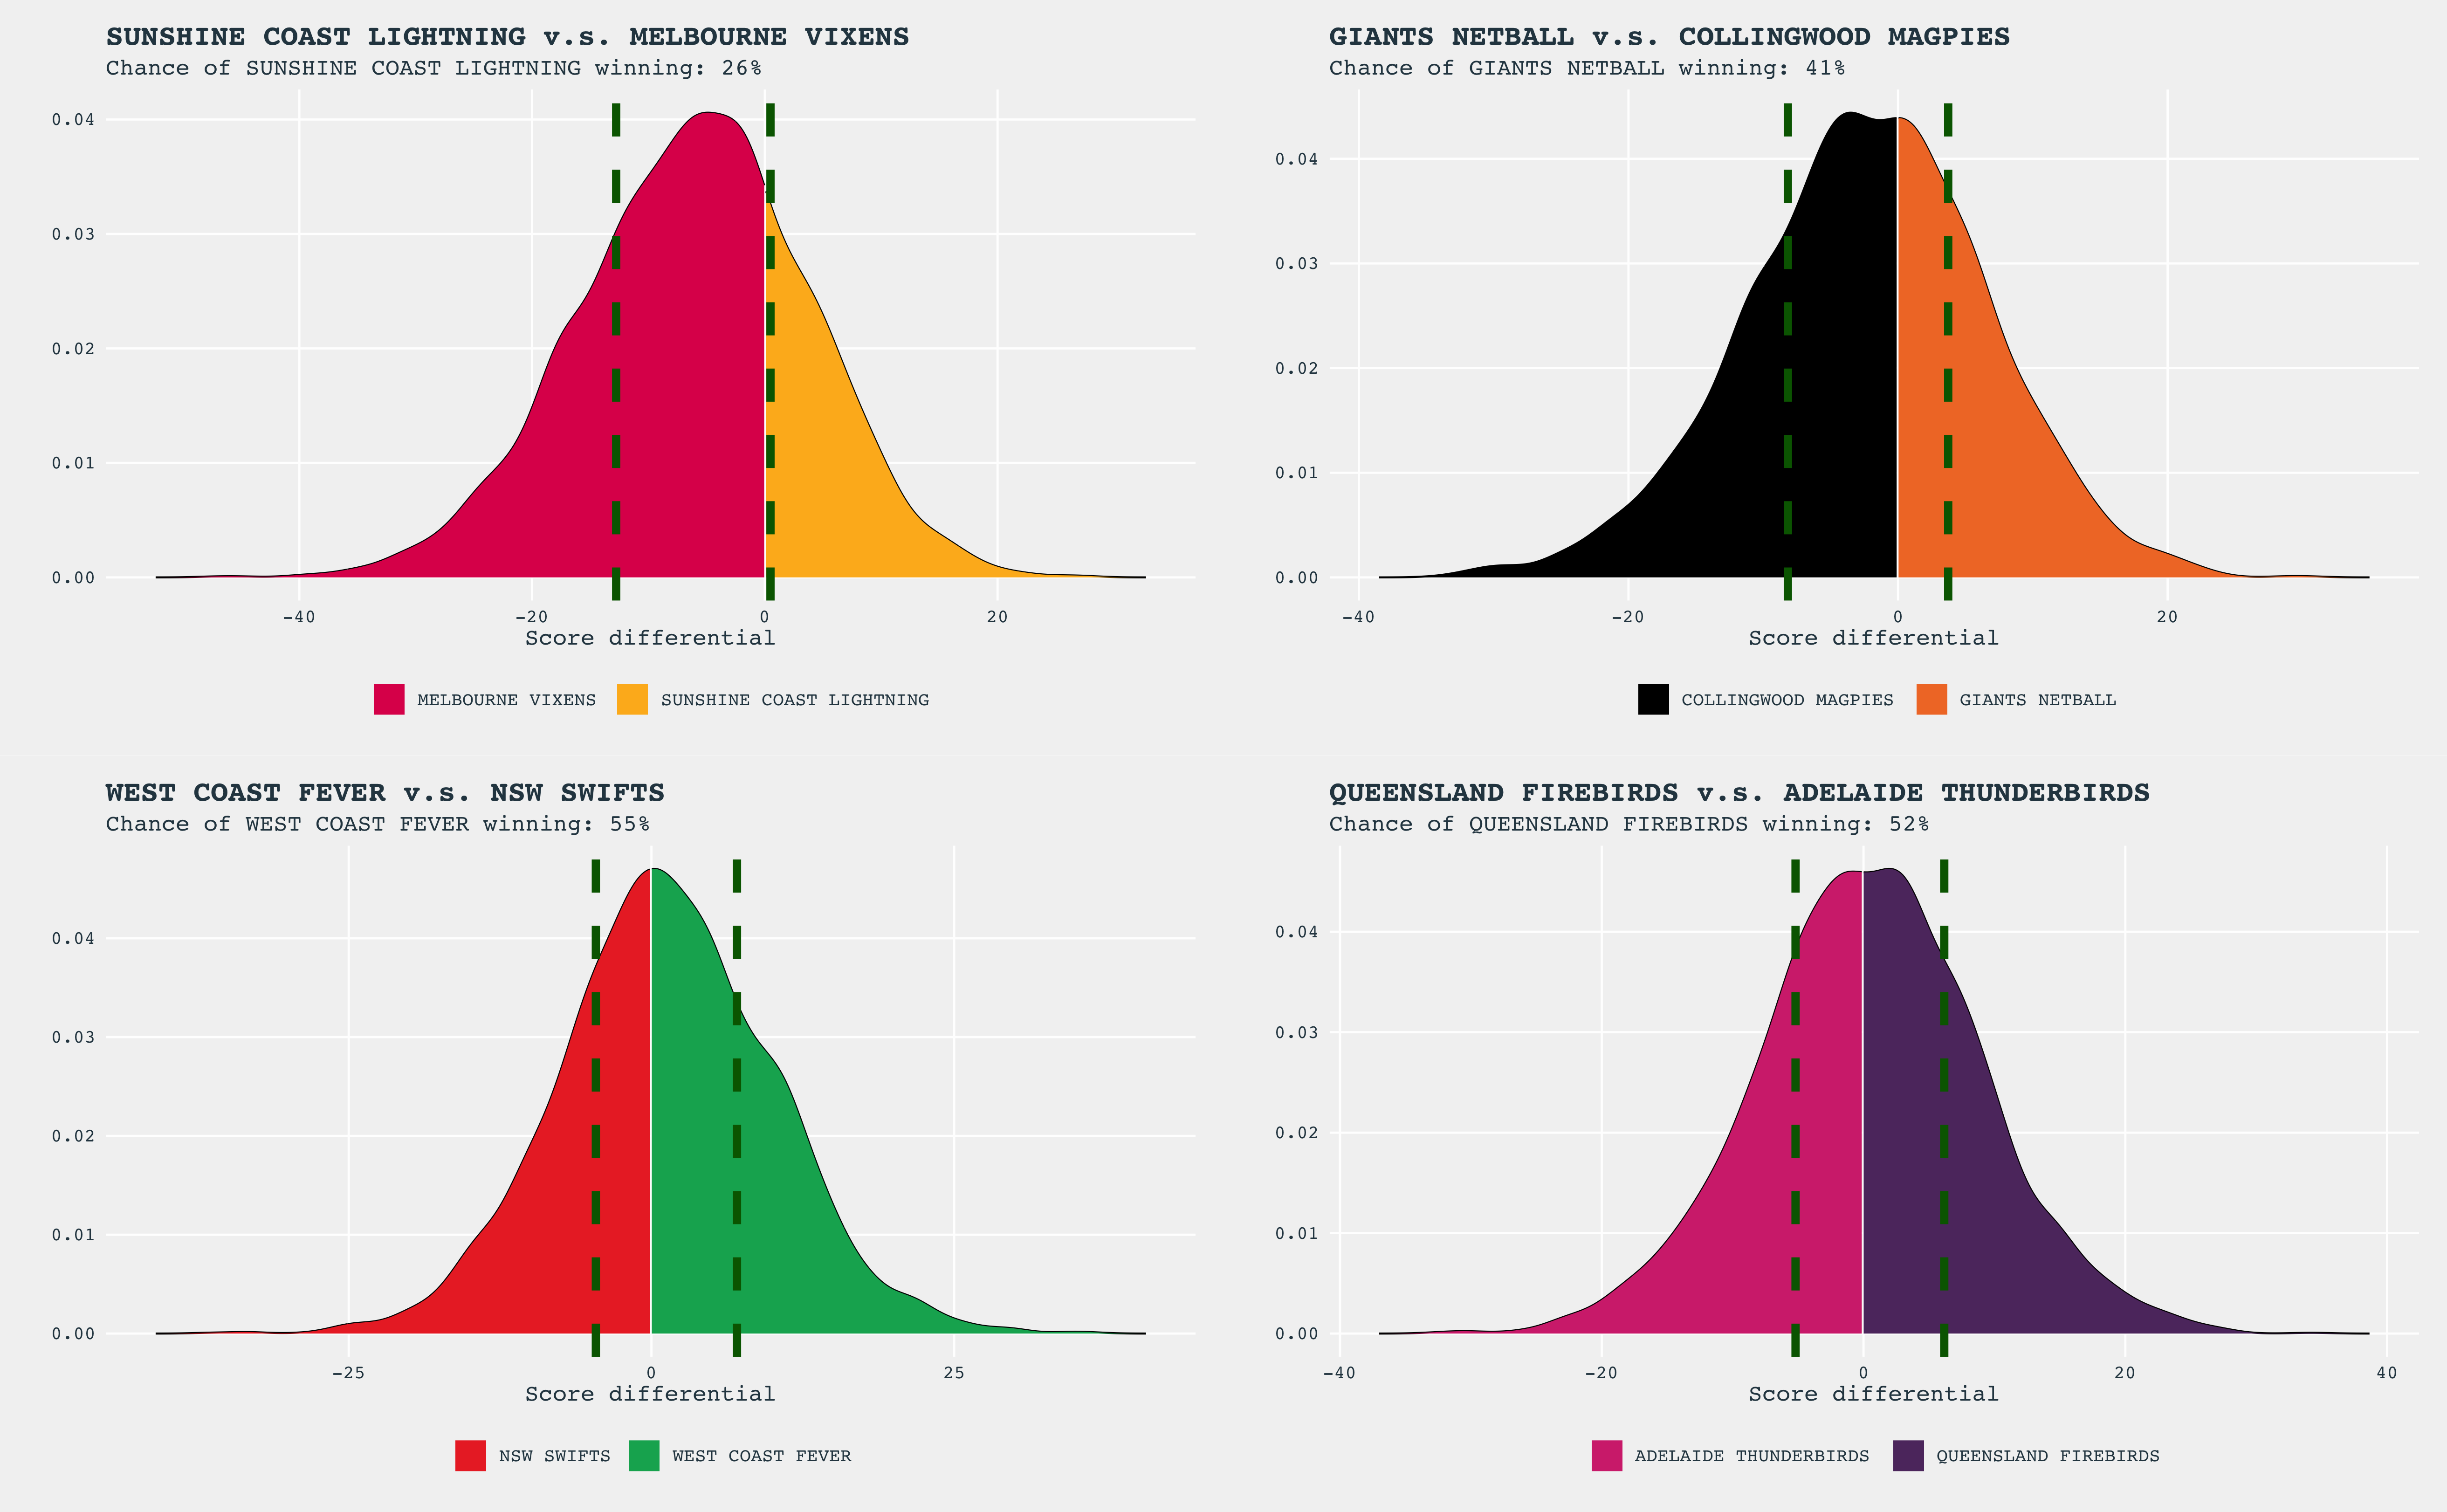 SUNSHINE COAST LIGHTNING v.s. MELBOURNE VIXENS
Chance of SUNSHINE COAST LIGHTNING winning: 26%
0.04
0.03
0.02
0.01
0.00
-40 -20 0 20
Score differential
MELBOURNE VIXENS SUNSHINE COAST LIGHTNING
GIANTS NETBALL v.s. COLLINGWOOD MAGPIES
Chance of GIANTS NETBALL winning: 41%
0.04
0.03
0.02
0.01
0.00
-40 -20 0 20
Score differential
COLLINGWOOD MAGPIES GIANTS NETBALL
WEST COAST FEVER v.s. NSW SWIFTS
Chance of WEST COAST FEVER winning: 55%
0.04
0.03
0.02
0.01
0.00
-25 0 25
Score differential
NSW SWIFTS WEST COAST FEVER
QUEENSLAND FIREBIRDS v.s. ADELAIDE THUNDERBIRDS
Chance of QUEENSLAND FIREBIRDS winning: 52%
0.04
0.03
0.02
0.01
0.00
-40 -20 0 20 40
Score differential
ADELAIDE THUNDERBIRDS QUEENSLAND FIREBIRDS